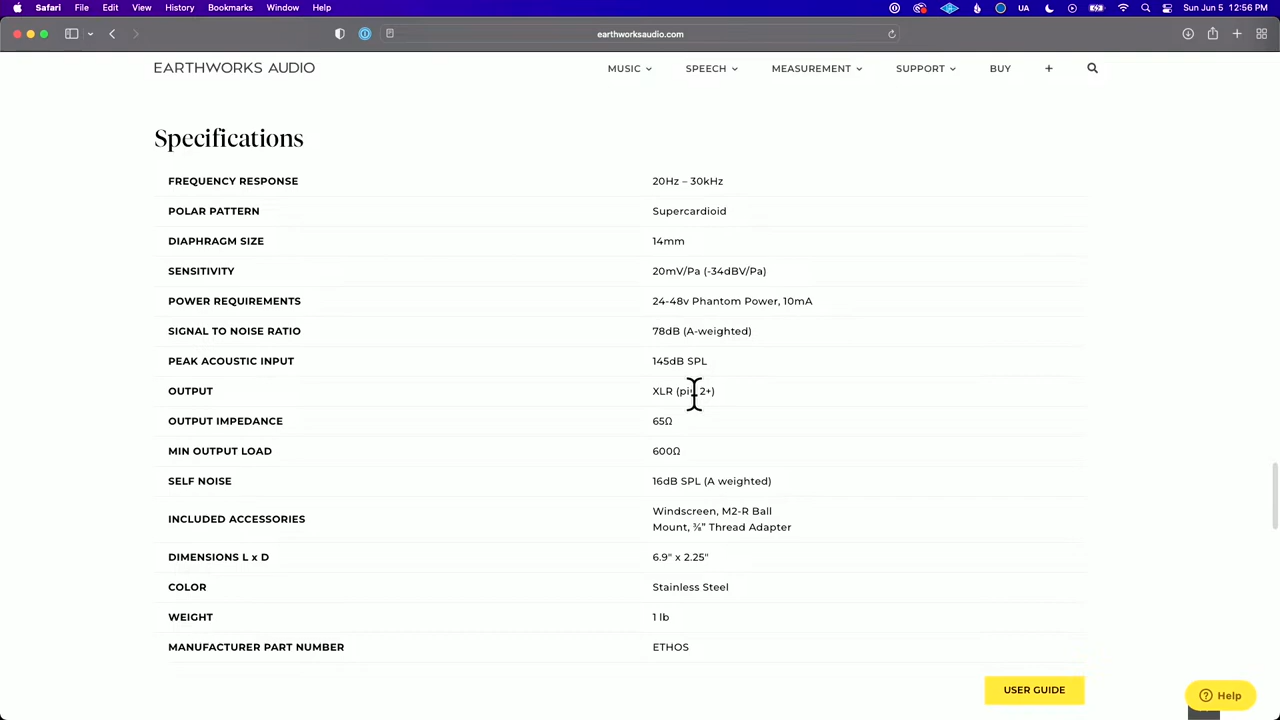 Safari File Edit View History Bookmarks Develop Window Help
UA
Sun Jun 5 12:56 PM
earthworksaudio.com
EARTHWORKS AUDIO
MUSIC SPEECH MEASUREMENT SUPPORT BUY +
Specifications
FREQUENCY RESPONSE 20Hz – 30kHz
POLAR PATTERN Supercardioid
DIAPHRAGM SIZE 14mm
SENSITIVITY 20mV/Pa (-34dBV/Pa)
POWER REQUIREMENTS 24-48v Phantom Power, 10mA
SIGNAL TO NOISE RATIO 78dB (A-weighted)
PEAK ACOUSTIC INPUT 145dB SPL
OUTPUT XLR (pin 2+)
OUTPUT IMPEDANCE 65Ω
MIN OUTPUT LOAD 600Ω
SELF NOISE 16dB SPL (A weighted)
INCLUDED ACCESSORIES Windscreen, M2-R Ball
Mount, ⅜” Thread Adapter
DIMENSIONS L x D 6.9" x 2.25"
COLOR Stainless Steel
WEIGHT 1 lb
MANUFACTURER PART NUMBER ETHOS
USER GUIDE
Help